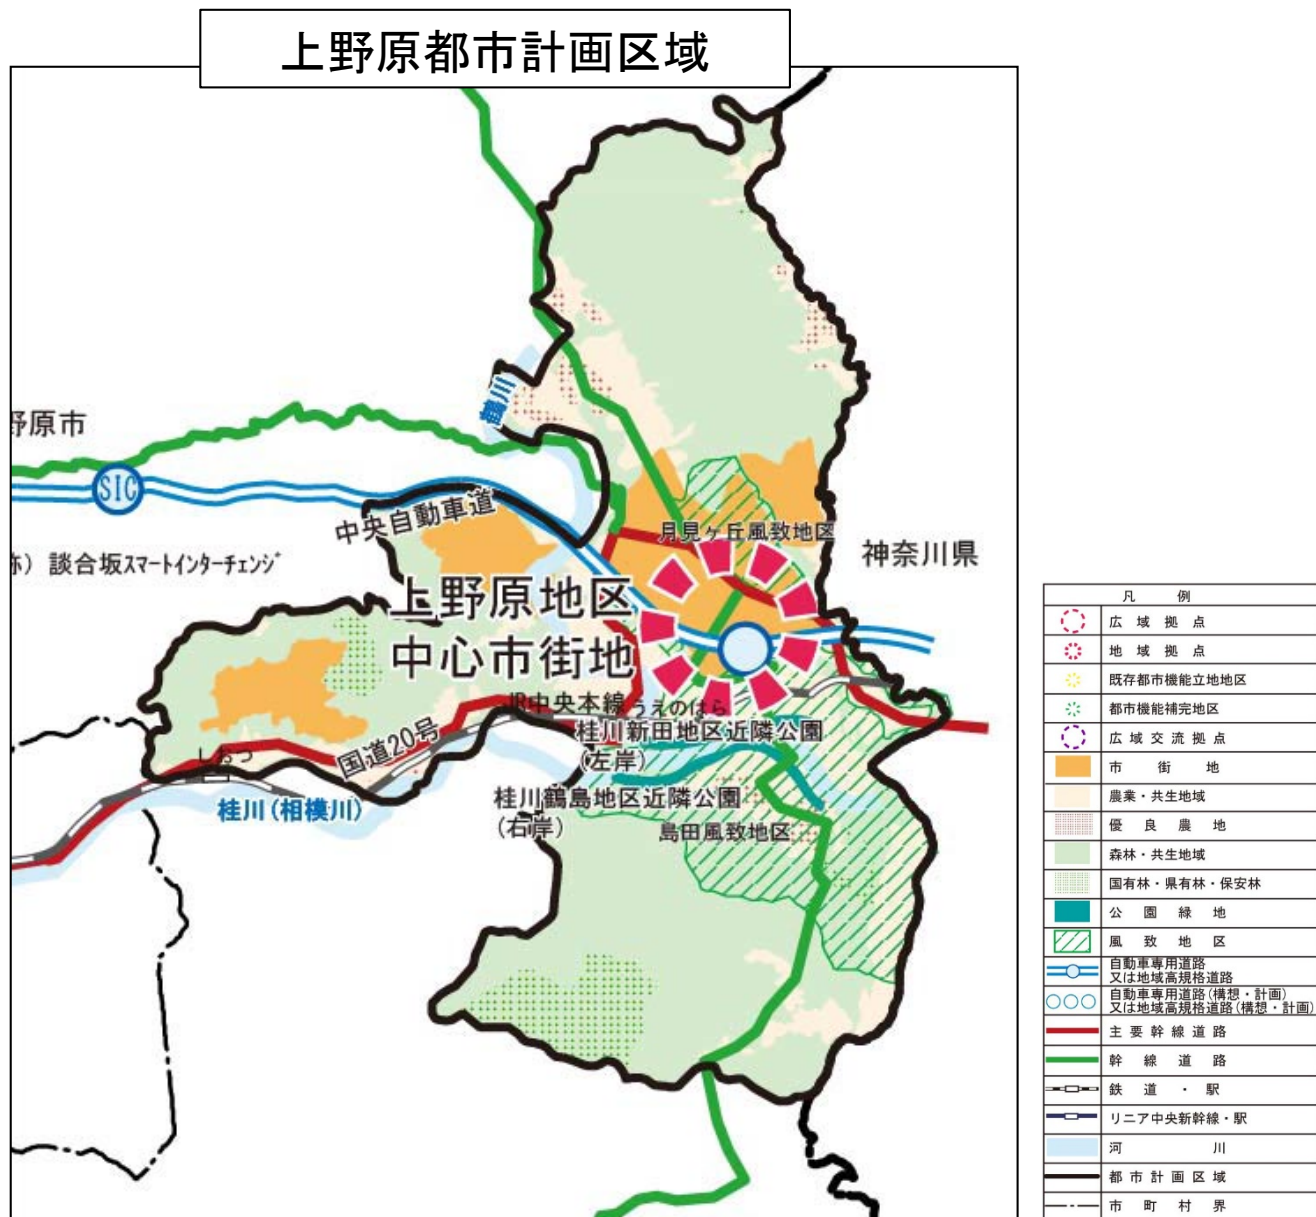 上野原都市計画区域
鶴川
野原市
SIC
中央自動車道
月見ヶ丘風致地区
神奈川県
談合坂スマートインターチェンジ
上野原地区
中心市街地
JR中央本線
うえのはら
桂川新田地区近隣公園
(左岸)
国道20号
しおつ
桂川(相模川)
桂川鶴島地区近隣公園
(右岸)
島田風致地区
凡例
広域拠点
地域拠点
既存都市機能立地地区
都市機能補完地区
広域交流拠点
市街地
農業・共生地域
優良農地
森林・共生地域
国有林・県有林・保安林
公園緑地
風致地区
自動車専用道路
又は地域高規格道路
自動車専用道路(構想・計画)
又は地域高規格道路(構想・計画)
主要幹線道路
幹線道路
鉄道・駅
リニア中央新幹線・駅
河川
都市計画区域
市町村界